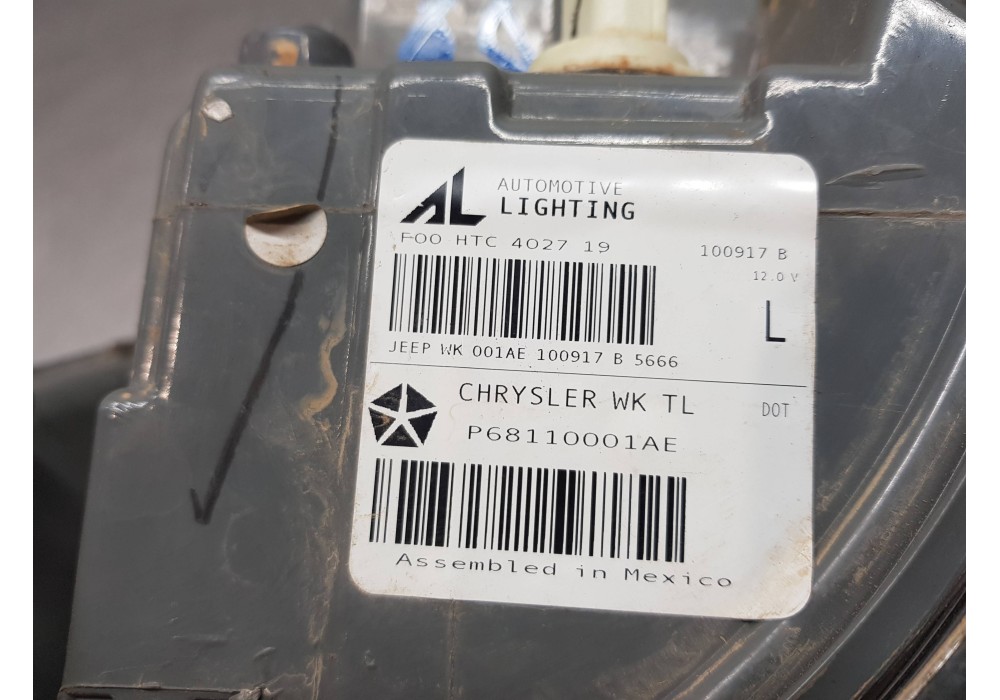 AL
AUTOMOTIVE
LIGHTING
F00 HTC 4027 19
100917 B
12.0 V
L
JEEP WK 001AE 100917 B 5666
CHRYSLER WK TL
DOT
P68110001AE
Assembled in Mexico